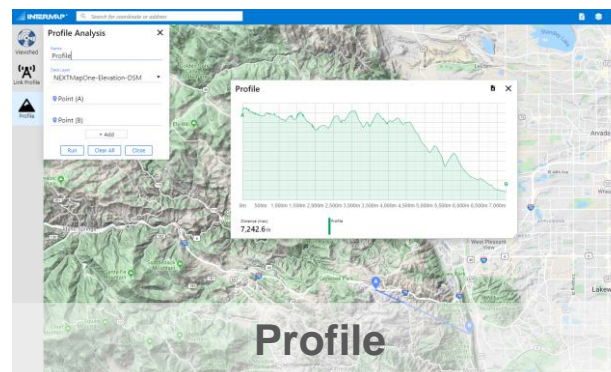 INTERMAP
Search for coordinate or address
Viewshed
Link Profile
Profile
Profile Analysis
Name
Profile
Data Layer
NEXTMapOne-Elevation-DSM
Point (A)
Point (B)
+ Add
Run
Clear All
Close
Profile
A
B
0m 500m 1,000m 1,500m 2,000m 2,500m 3,000m 3,500m 4,000m 4,500m 5,000m 5,500m 6,000m 6,500m 7,000m
Distance (max)
7,242.6m
Profile
Arvada
West Pleasant
View
Lakew
Profile